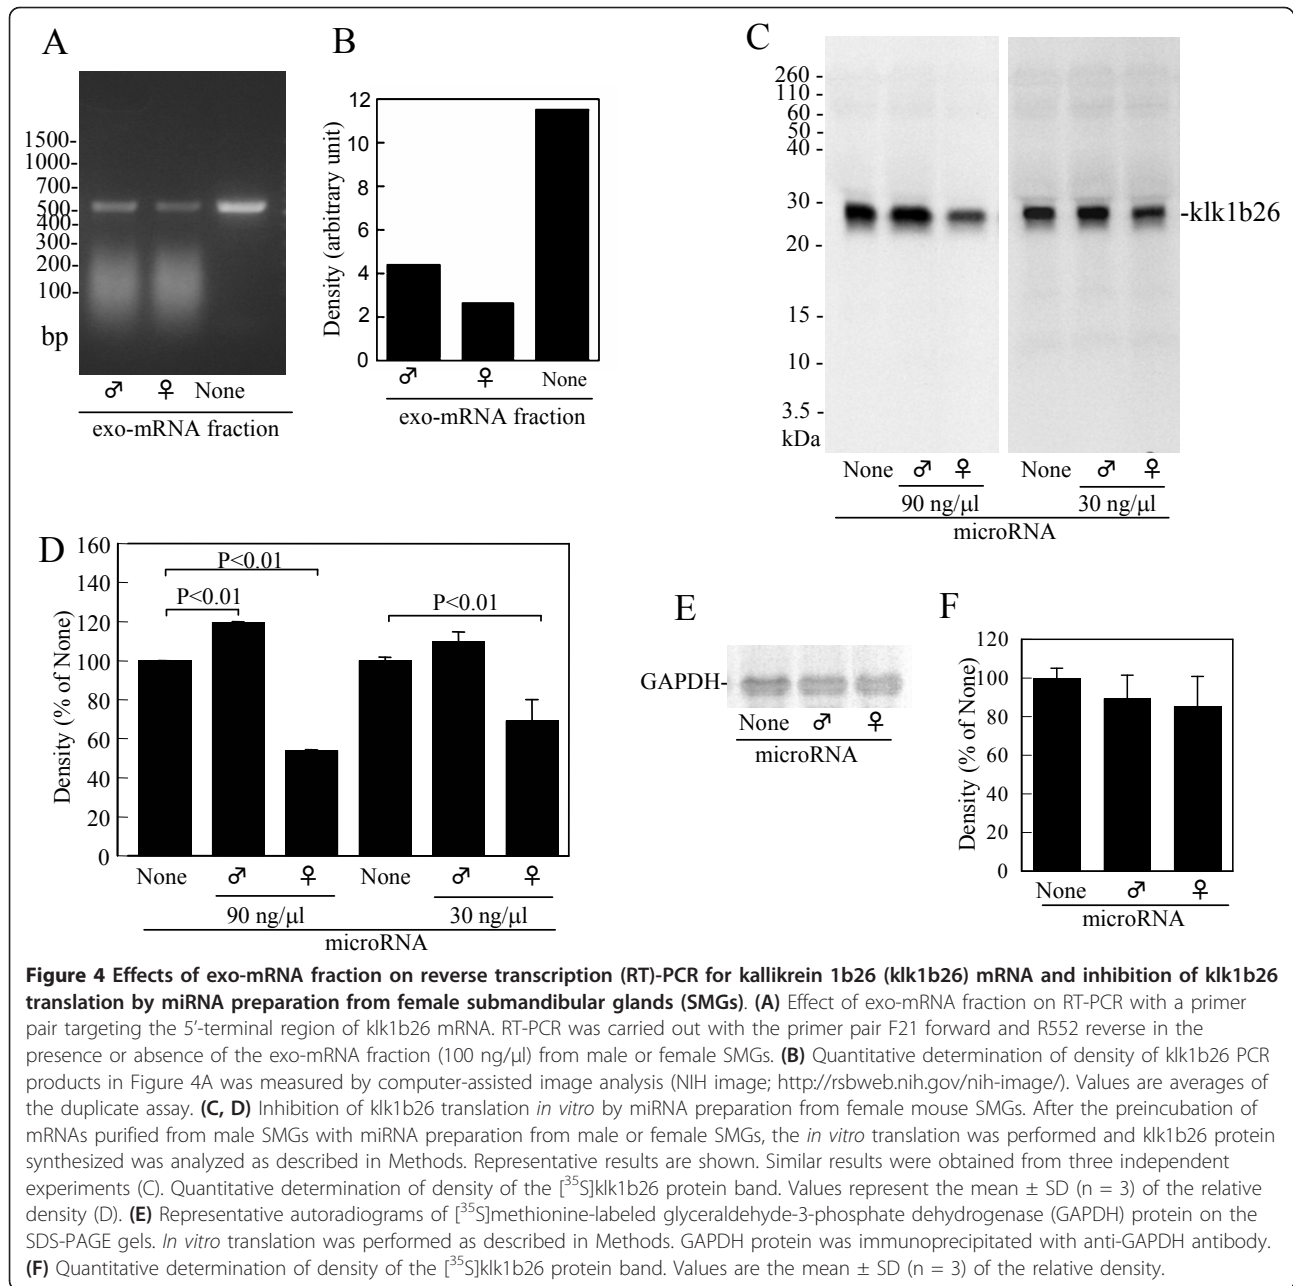 A
1500-
1000-
700-
500-
400-
300-
200-
100-
bp
♂ ♀ None
exo-mRNA fraction
B
Density (arbitrary unit)
12
10
8
6
4
2
0
♂ ♀ None
exo-mRNA fraction
C
260 -
110 -
60 -
50 -
40 -
30 -
20 -
15 -
10 -
3.5 -
kDa
-klk1b26
None ♂ ♀ None ♂ ♀
90 ng/μl 30 ng/μl
microRNA
D
Density (% of None)
160
140
120
100
80
60
40
20
0
P<0.01
P<0.01
P<0.01
None ♂ ♀ None ♂ ♀
90 ng/μl 30 ng/μl
microRNA
E
GAPDH-
None ♂ ♀
microRNA
F
Density (% of None)
120
100
80
60
40
20
0
None ♂ ♀
microRNA
Figure 4 Effects of exo-mRNA fraction on reverse transcription (RT)-PCR for kallikrein 1b26 (klk1b26) mRNA and inhibition of klk1b26
translation by miRNA preparation from female submandibular glands (SMGs). (A) Effect of exo-mRNA fraction on RT-PCR with a primer
pair targeting the 5'-terminal region of klk1b26 mRNA. RT-PCR was carried out with the primer pair F21 forward and R552 reverse in the
presence or absence of the exo-mRNA fraction (100 ng/μl) from male or female SMGs. (B) Quantitative determination of density of klk1b26 PCR
products in Figure 4A was measured by computer-assisted image analysis (NIH image; http://rsbweb.nih.gov/nih-image/). Values are averages of
the duplicate assay. (C, D) Inhibition of klk1b26 translation in vitro by miRNA preparation from female mouse SMGs. After the preincubation of
mRNAs purified from male SMGs with miRNA preparation from male or female SMGs, the in vitro translation was performed and klk1b26 protein
synthesized was analyzed as described in Methods. Representative results are shown. Similar results were obtained from three independent
experiments (C). Quantitative determination of density of the [35S]klk1b26 protein band. Values represent the mean ± SD (n = 3) of the relative
density (D). (E) Representative autoradiograms of [35S]methionine-labeled glyceraldehyde-3-phosphate dehydrogenase (GAPDH) protein on the
SDS-PAGE gels. In vitro translation was performed as described in Methods. GAPDH protein was immunoprecipitated with anti-GAPDH antibody.
(F) Quantitative determination of density of the [35S]klk1b26 protein band. Values are the mean ± SD (n = 3) of the relative density.